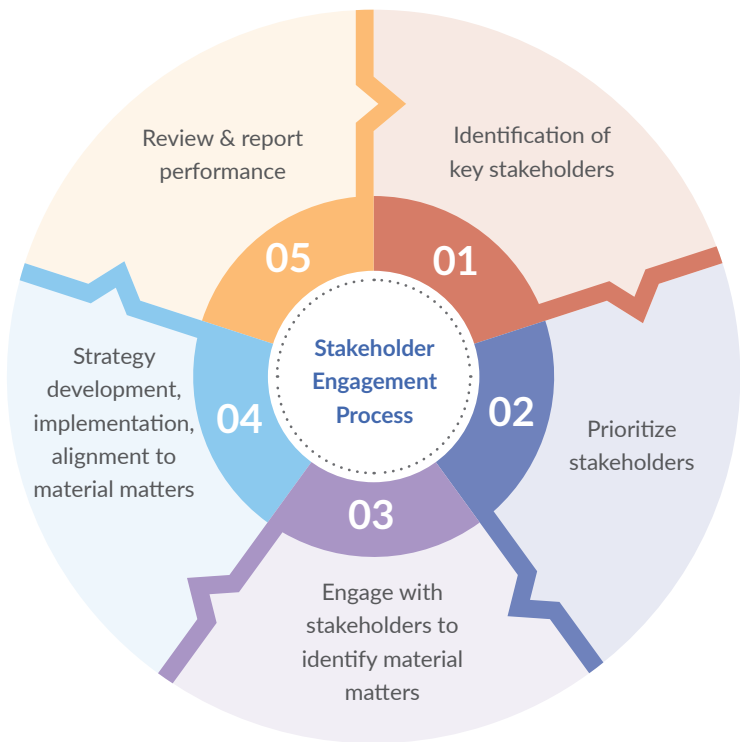 Stakeholder
Engagement
Process
01
Identification of
key stakeholders
02
Prioritize
stakeholders
03
Engage with
stakeholders to
identify material
matters
04
Strategy
development,
implementation,
alignment to
material matters
05
Review & report
performance